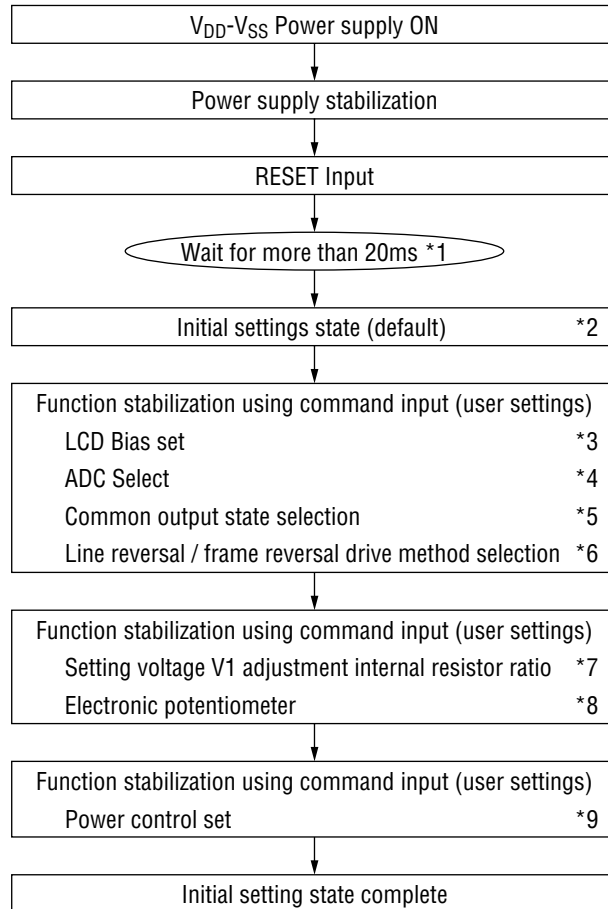 VDD-VSS Power supply ON
Power supply stabilization
RESET Input
Wait for more than 20ms *1
Initial settings state (default) *2
Function stabilization using command input (user settings)
LCD Bias set *3
ADC Select *4
Common output state selection *5
Line reversal / frame reversal drive method selection *6
Function stabilization using command input (user settings)
Setting voltage V1 adjustment internal resistor ratio *7
Electronic potentiometer *8
Function stabilization using command input (user settings)
Power control set *9
Initial setting state complete